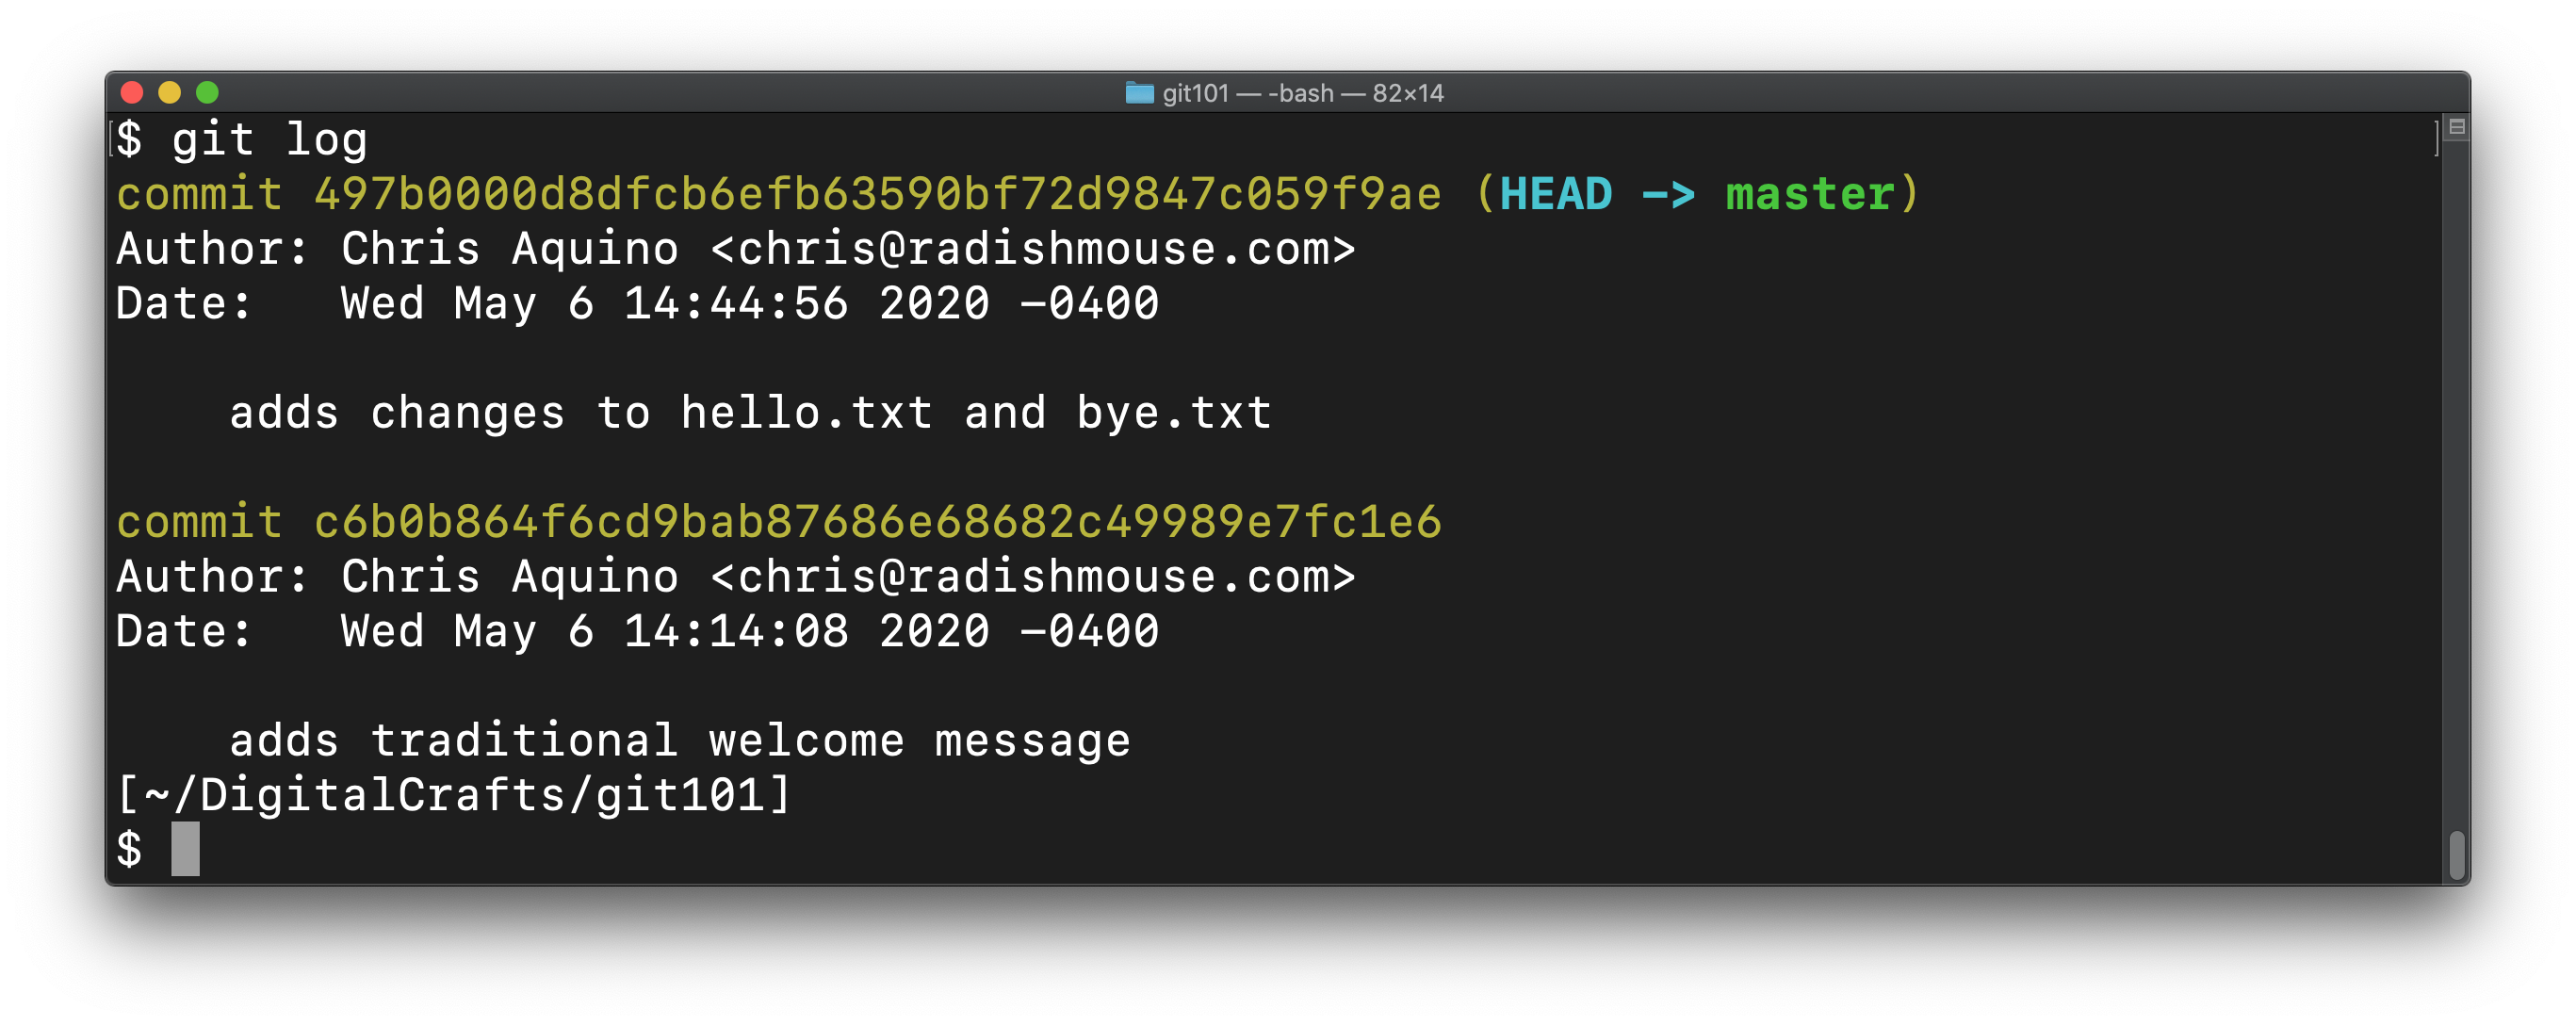 git101 — -bash — 82×14
[$ git log ]
commit 497b0000d8dfcb6efb63590bf72d9847c059f9ae (HEAD -> master)
Author: Chris Aquino <chris@radishmouse.com>
Date:   Wed May 6 14:44:56 2020 -0400
    adds changes to hello.txt and bye.txt
commit c6b0b864f6cd9bab87686e68682c49989e7fc1e6
Author: Chris Aquino <chris@radishmouse.com>
Date:   Wed May 6 14:14:08 2020 -0400
    adds traditional welcome message
[~/DigitalCrafts/git101]
$